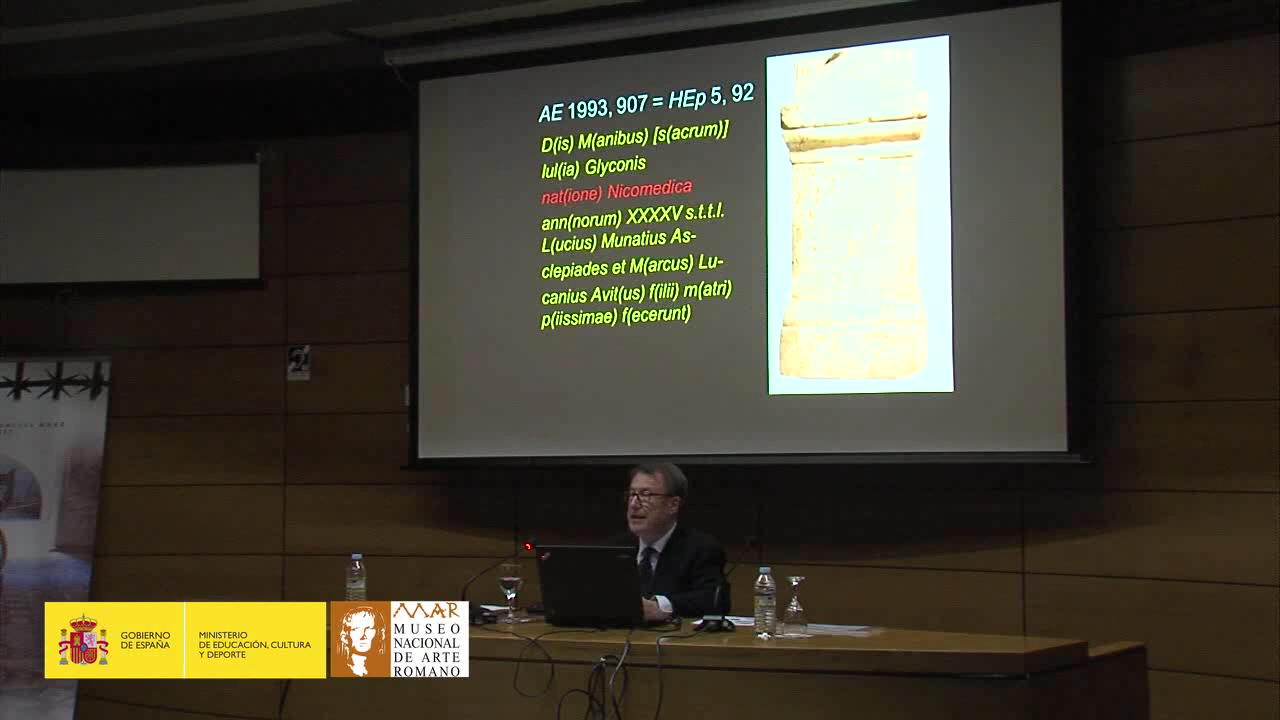 AE 1993, 907 = HEp 5, 92
D(is) M(anibus) [s(acrum)]
Iul(ia) Glyconis
nat(ione) Nicomedica
ann(norum) XXXXV s.t.t.l.
L(ucius) Munatius As-
clepiades et M(arcus) Lu-
canius Avit(us) f(ilii) m(atri)
p(iissimae) f(ecerunt)
GOBIERNO
DE ESPAÑA
MINISTERIO
DE EDUCACIÓN, CULTURA
Y DEPORTE
MAR
MUSEO
NACIONAL
DE ARTE
ROMANO